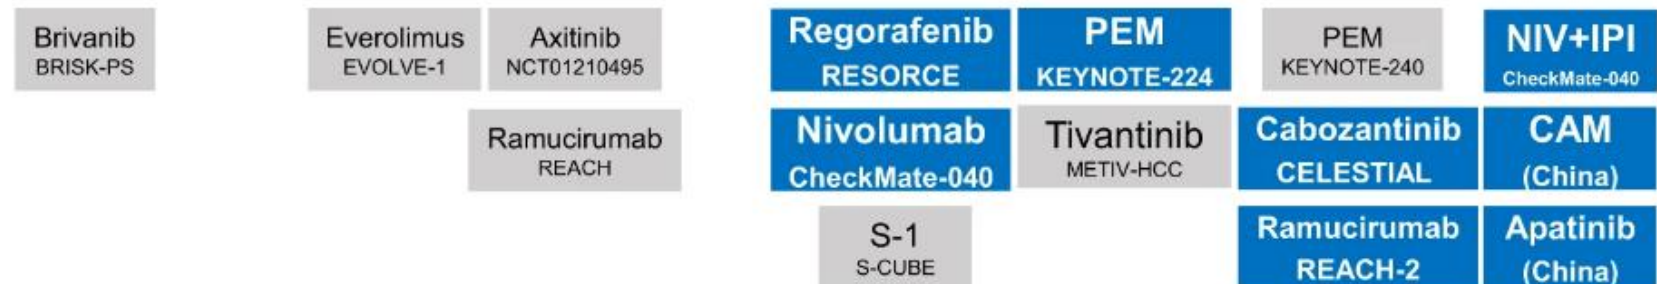 Brivanib
BRISK-PS
Everolimus
EVOLVE-1
Axitinib
NCT01210495
Regorafenib
RESORCE
PEM
KEYNOTE-224
PEM
KEYNOTE-240
NIV+IPI
CheckMate-040
Ramucirumab
REACH
Nivolumab
CheckMate-040
Tivantinib
METIV-HCC
Cabozantinib
CELESTIAL
CAM
(China)
S-1
S-CUBE
Ramucirumab
REACH-2
Apatinib
(China)